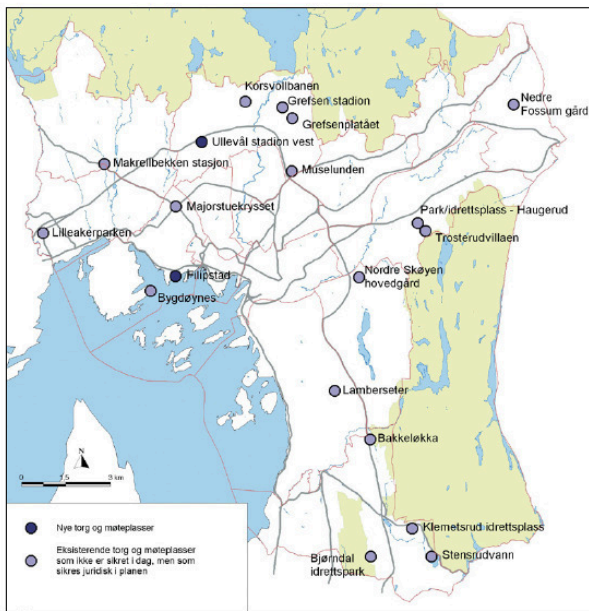 Korsvollbanen
Grefsen stadion
Grefsenplatået
Nedre
Fossum gård
Ullevål stadion vest
Makrellbekken stasjon
Muselunden
Majorstuekrysset
Park/idrettsplass - Haugerud
Trosterudvillaen
Lilleakerparken
Filipstad
Nordre Skøyen
hovedgård
Bygdøynes
Lamberseter
Bakkeløkka
N
0 1,5 3 km
Klemetsrud idrettsplass
Bjørndal
idrettspark
Stensrudvann
Nye torg og møteplasser
Eksisterende torg og møteplasser
som ikke er sikret i dag, men som
sikres juridisk i planen